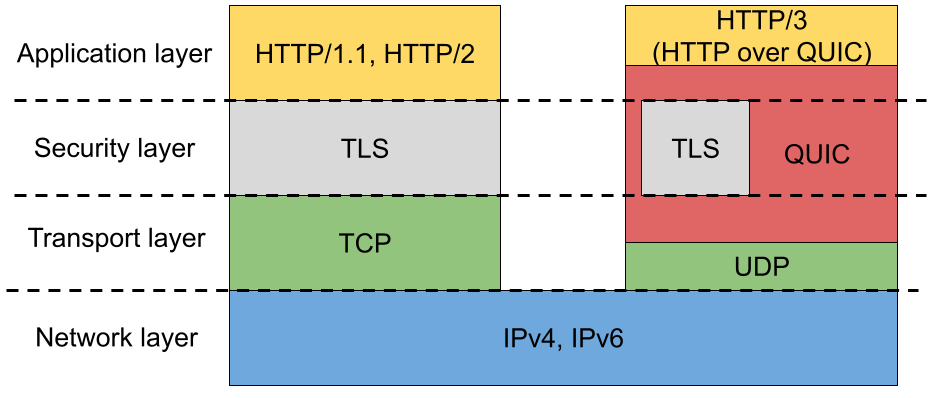 Application layer
HTTP/1.1, HTTP/2
HTTP/3
(HTTP over QUIC)
Security layer
TLS
TLS
QUIC
Transport layer
TCP
UDP
Network layer
IPv4, IPv6